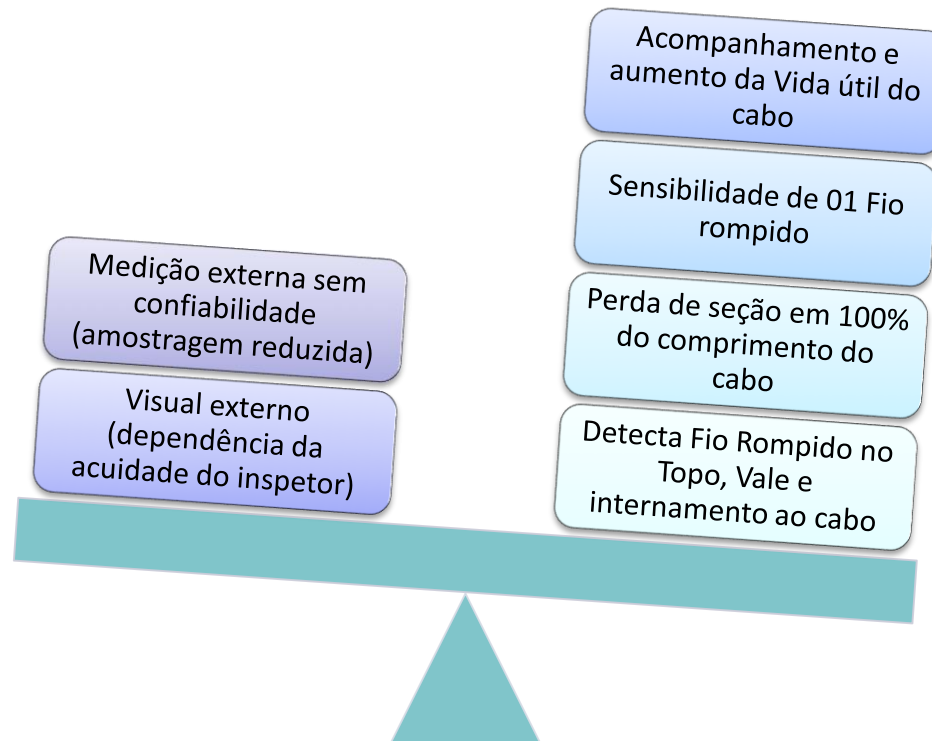 Medição externa sem
confiabilidade
(amostragem reduzida)
Visual externo
(dependência da
acuidade do inspetor)
Acompanhamento e
aumento da Vida útil do
cabo
Sensibilidade de 01 Fio
rompido
Perda de seção em 100%
do comprimento do
cabo
Detecta Fio Rompido no
Topo, Vale e
internamento ao cabo